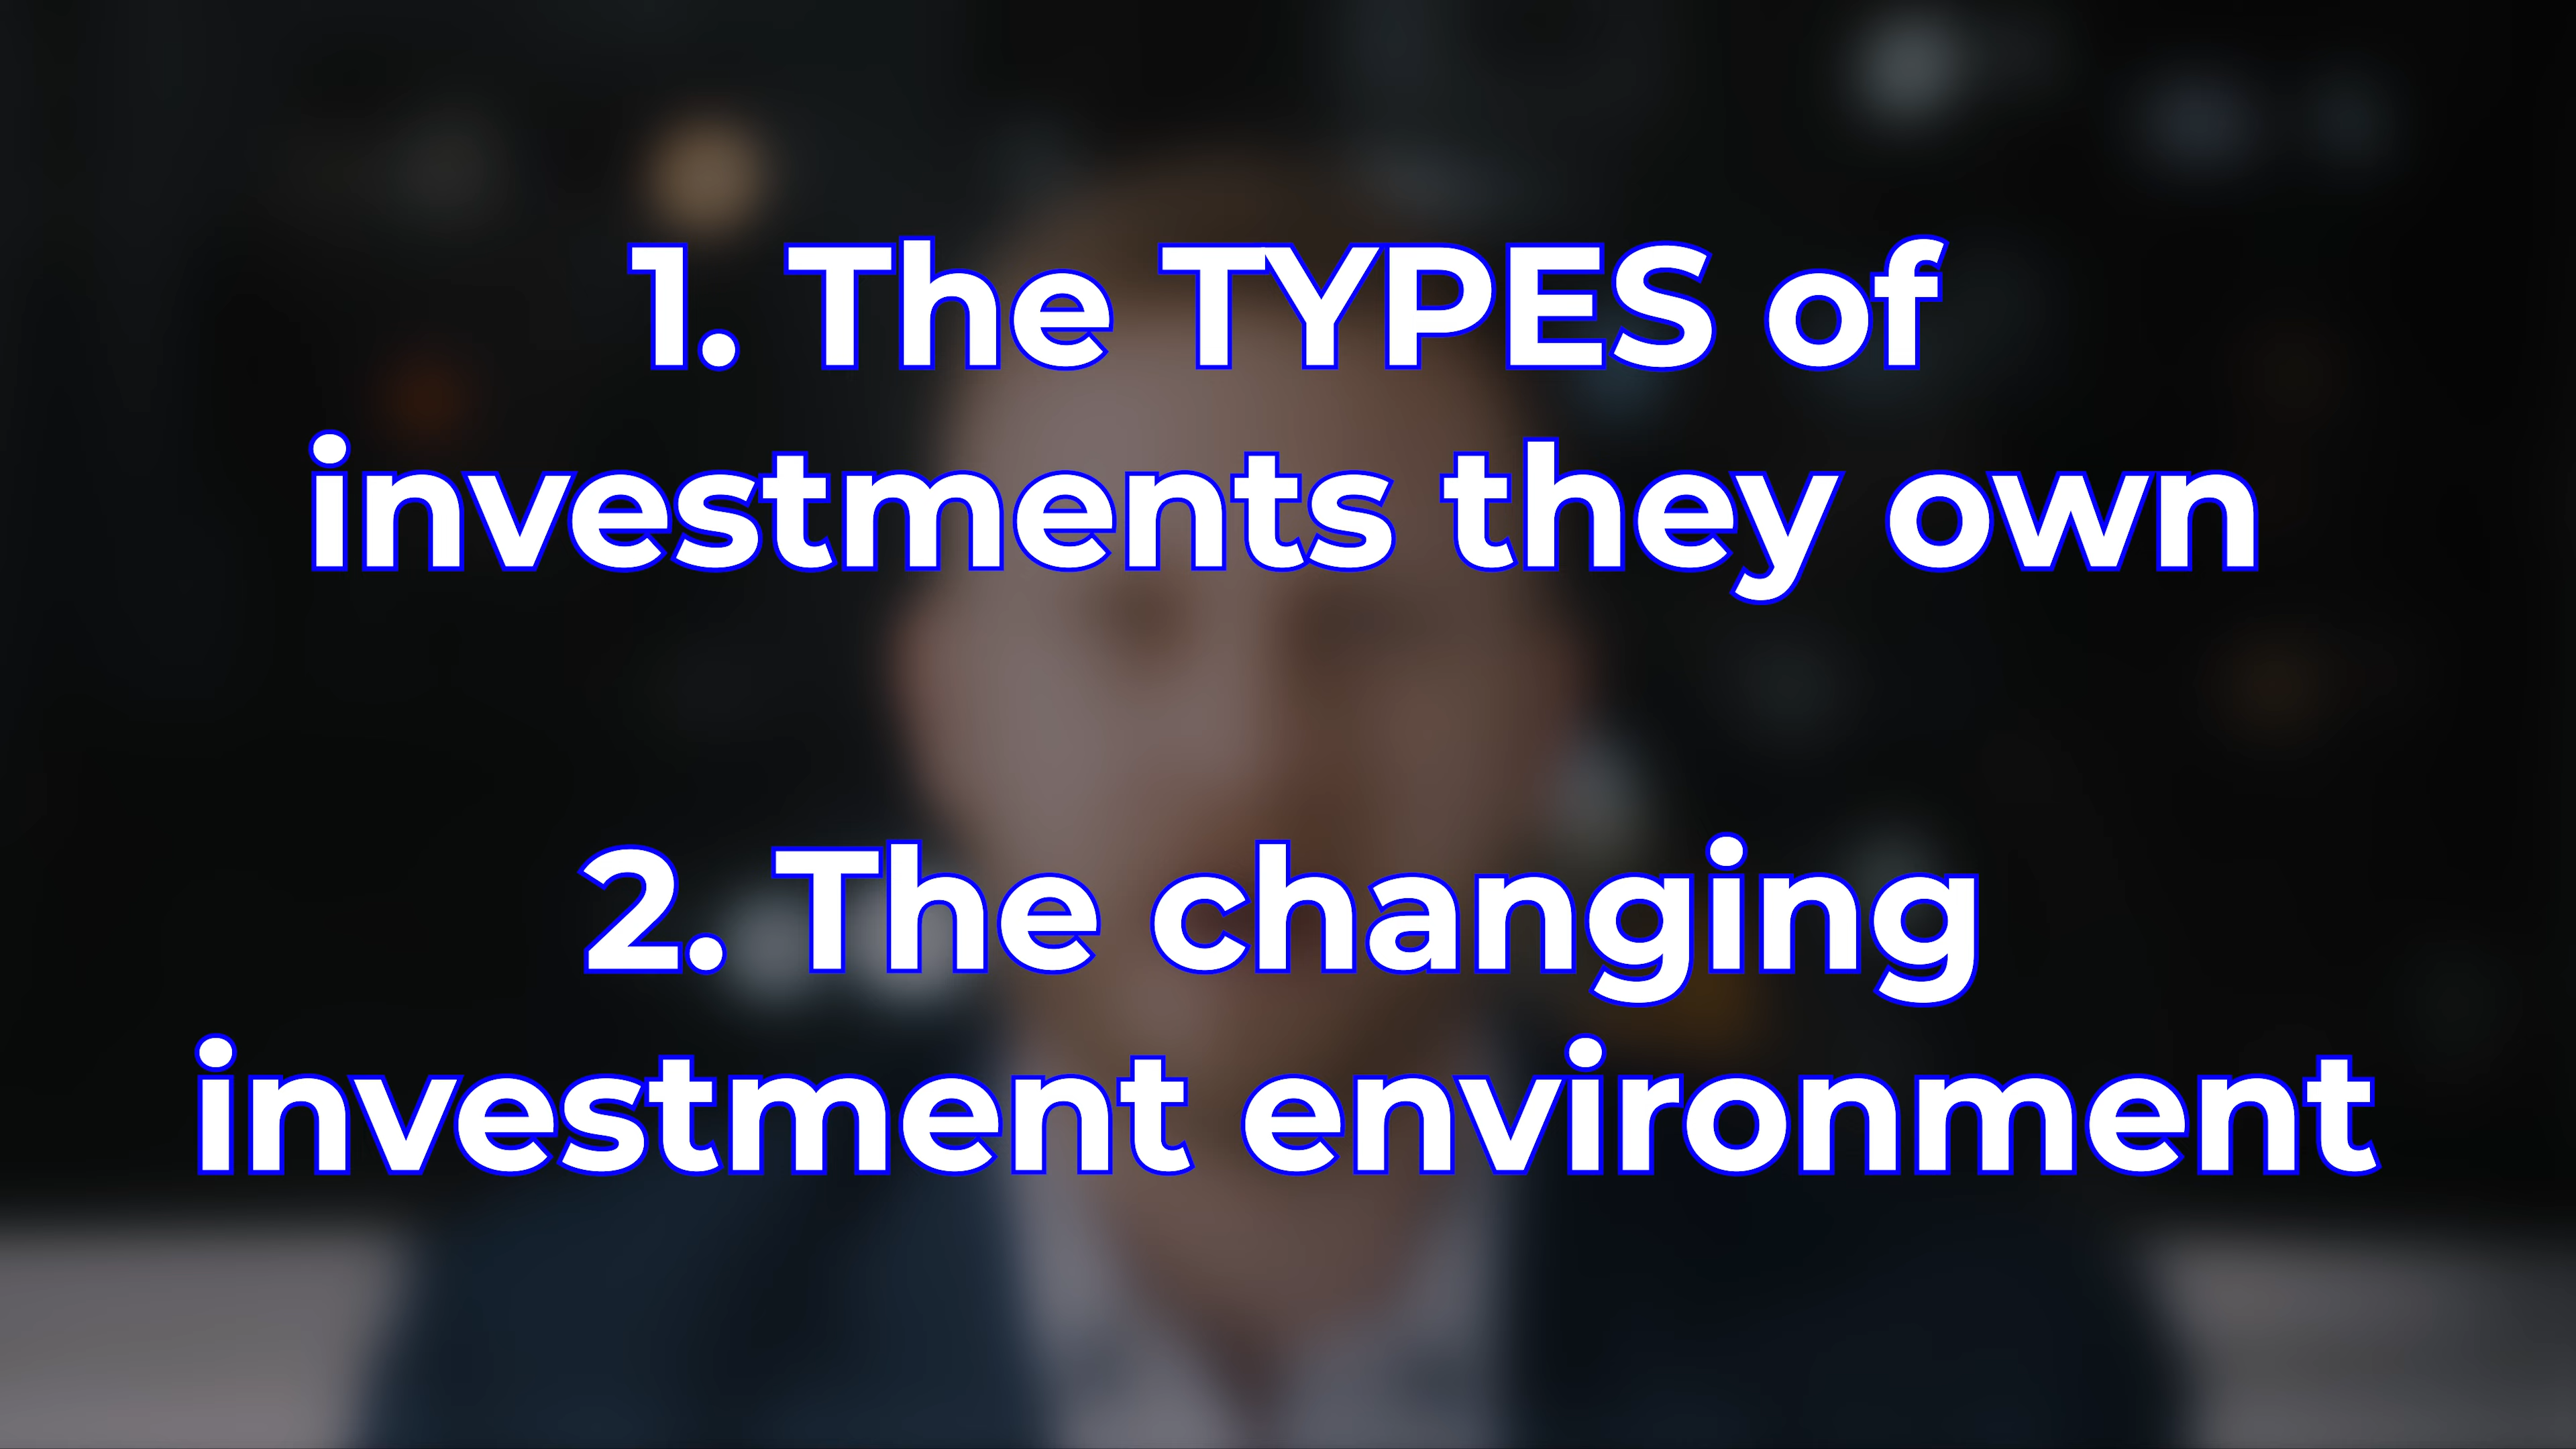 1. The TYPES of
investments they own
2. The changing
investment environment